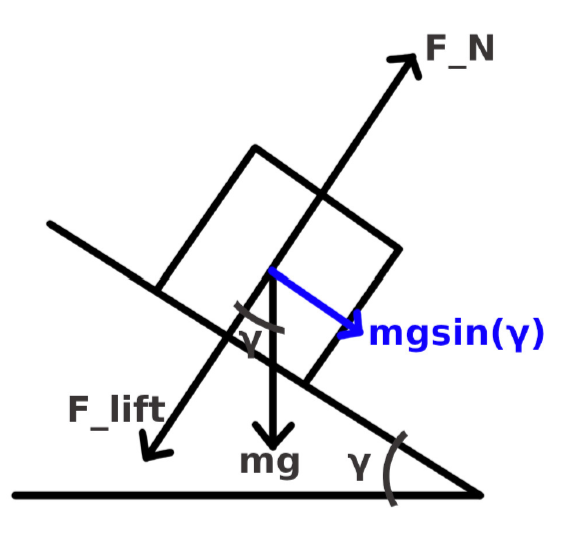 F_N
mgsin(γ)
γ
F_lift
mg
γ